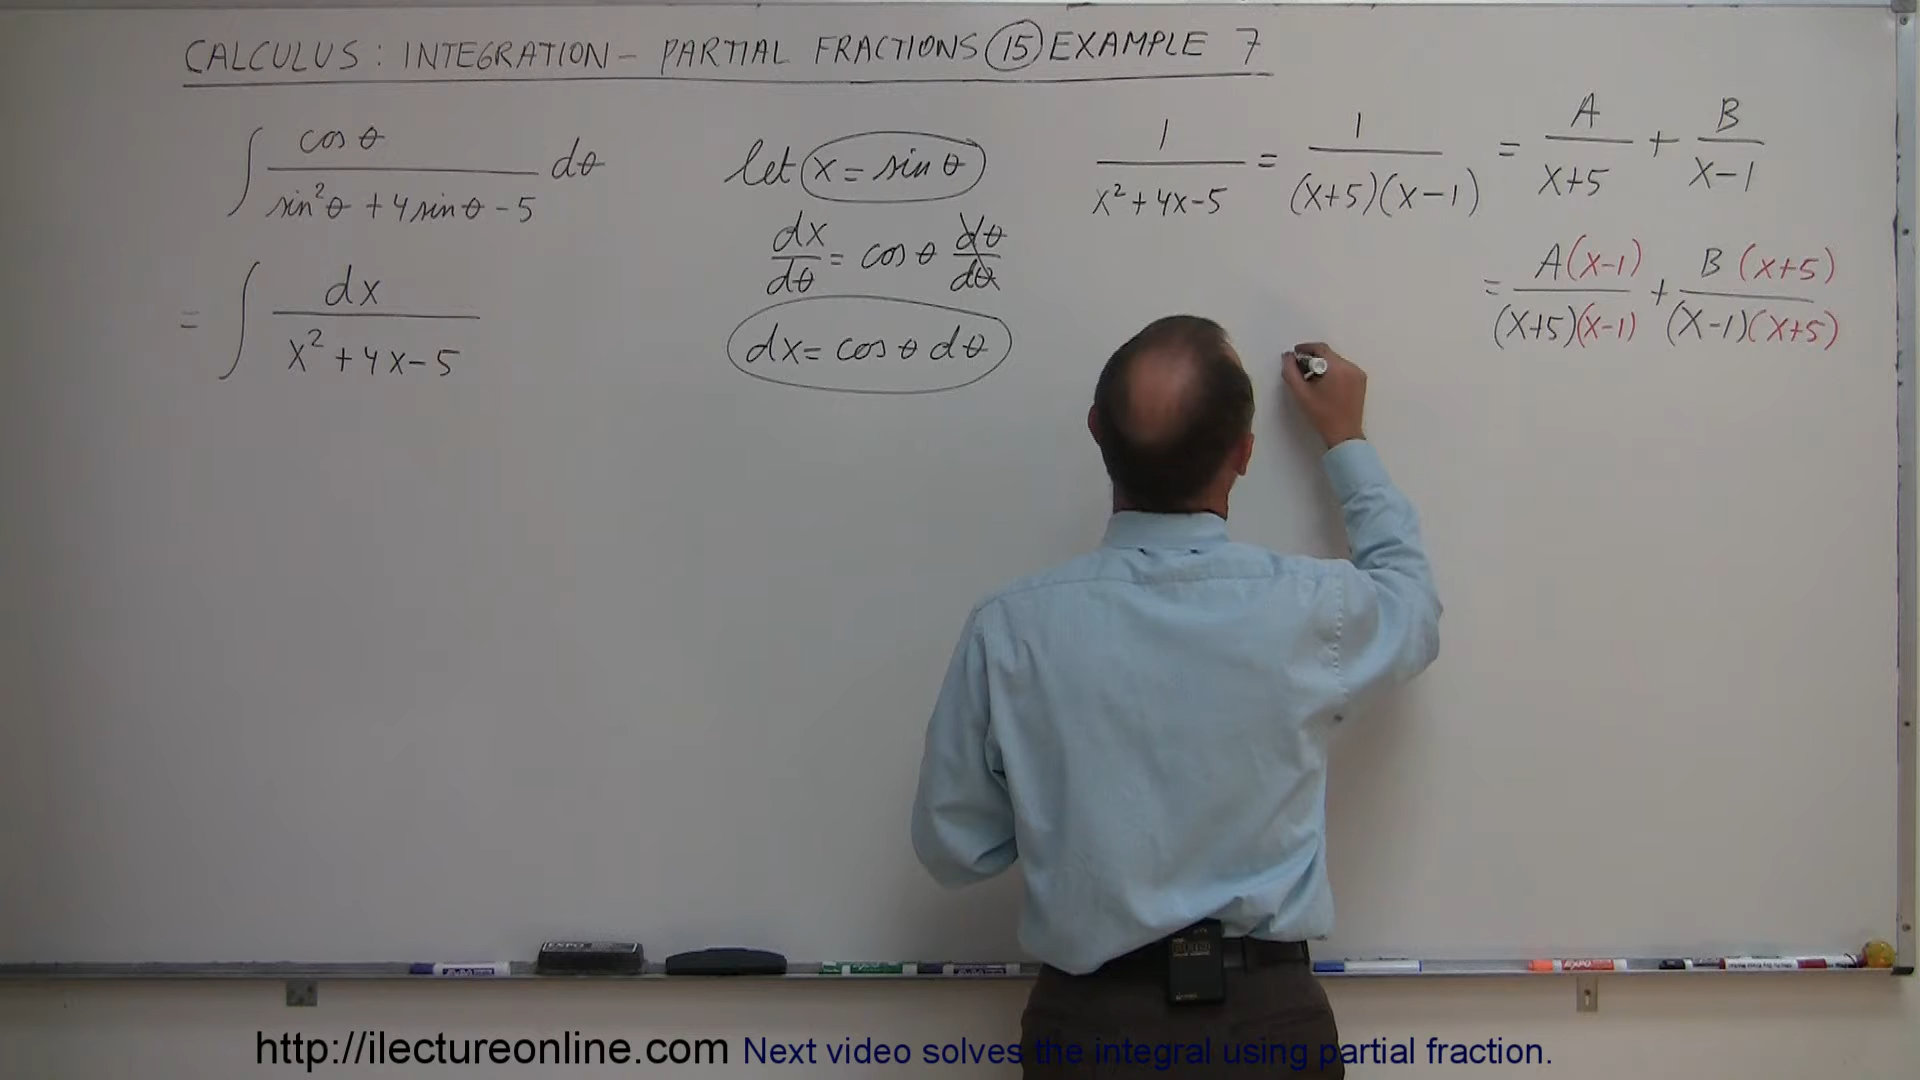 CALCULUS: INTEGRATION – PARTIAL FRACTIONS (15) EXAMPLE 7
∫ cos θ / (sin²θ + 4 sin θ - 5) dθ
= ∫ dx / (x² + 4x - 5)
let x = sin θ
dx/dθ = cos θ dθ/dθ
dx = cos θ dθ
1/(x² + 4x - 5) = 1/((x+5)(x-1)) = A/(x+5) + B/(x-1)
= A(x-1)/((x+5)(x-1)) + B(x+5)/((x-1)(x+5))
http://ilectureonline.com Next video solves the integral using partial fraction.